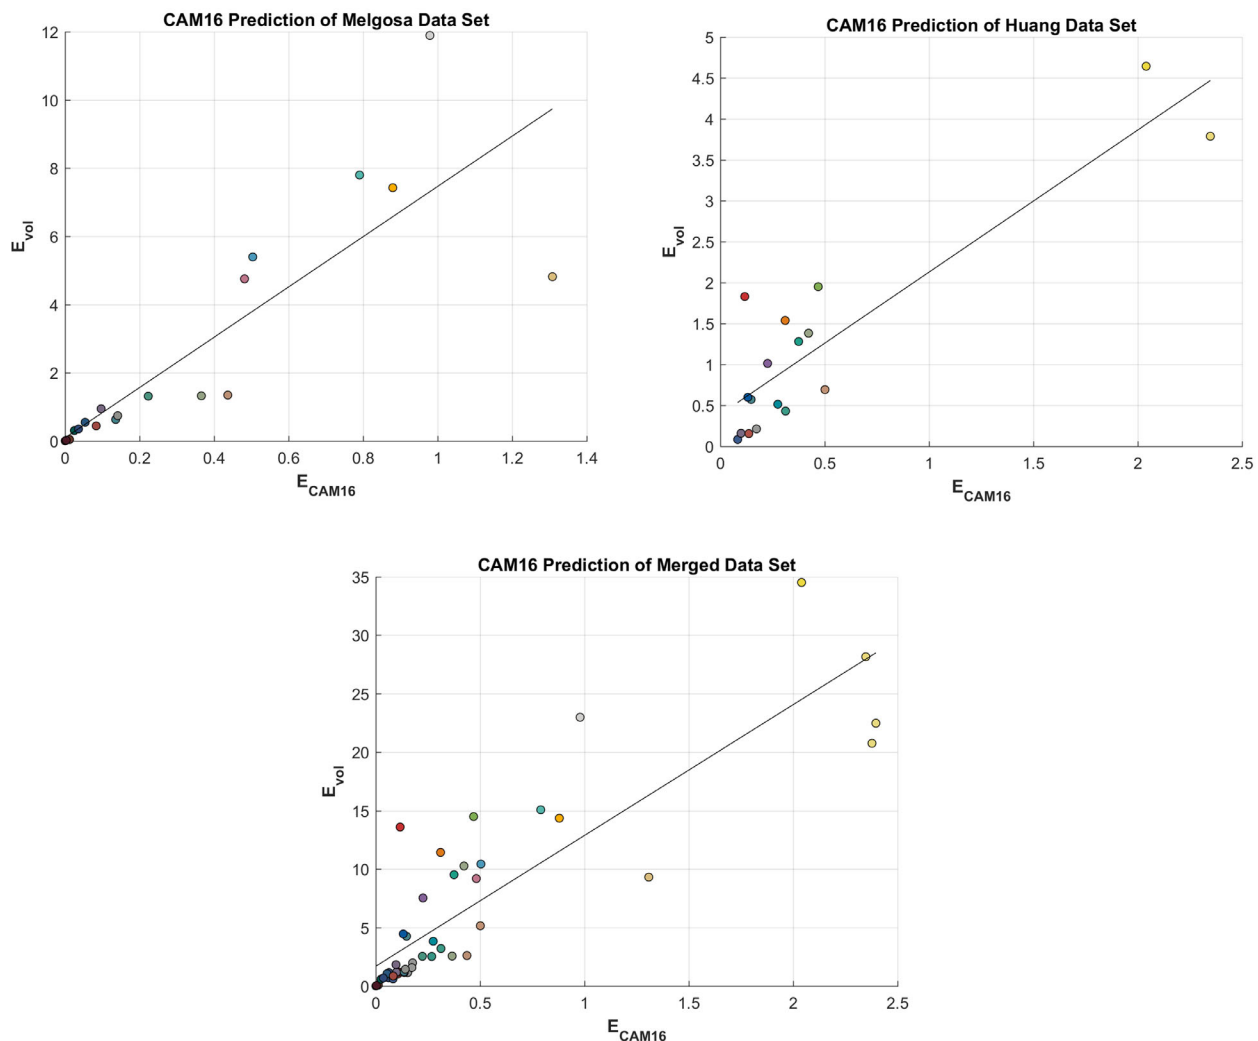 CAM16 Prediction of Melgosa Data Set
12
10
8
6
4
2
0
E_vol
0 0.2 0.4 0.6 0.8 1 1.2 1.4
E_CAM16
CAM16 Prediction of Huang Data Set
5
4.5
4
3.5
3
2.5
2
1.5
1
0.5
0
E_vol
0 0.5 1 1.5 2 2.5
E_CAM16
CAM16 Prediction of Merged Data Set
35
30
25
20
15
10
5
0
E_vol
0 0.5 1 1.5 2 2.5
E_CAM16